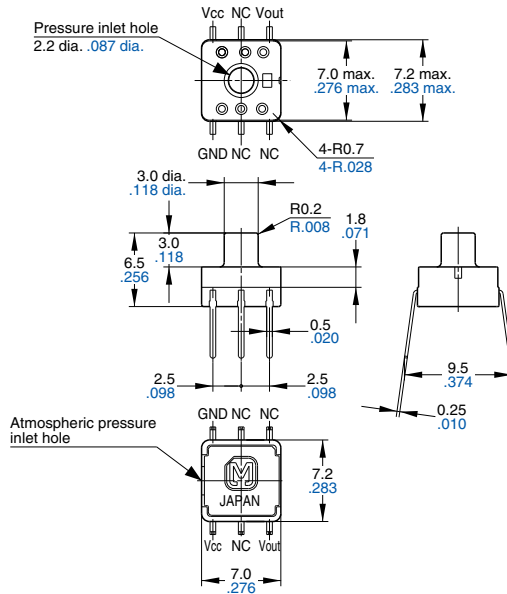 Vcc NC Vout
Pressure inlet hole
2.2 dia. .087 dia.
7.0 max.
.276 max.
7.2 max.
.283 max.
GND NC NC
4-R0.7
4-R.028
3.0 dia.
.118 dia.
R0.2
R.008
1.8
.071
3.0
.118
6.5
.256
0.5
.020
2.5
.098
2.5
.098
9.5
.374
0.25
.010
GND NC NC
Atmospheric pressure
inlet hole
M
JAPAN
7.2
.283
Vcc NC Vout
7.0
.276